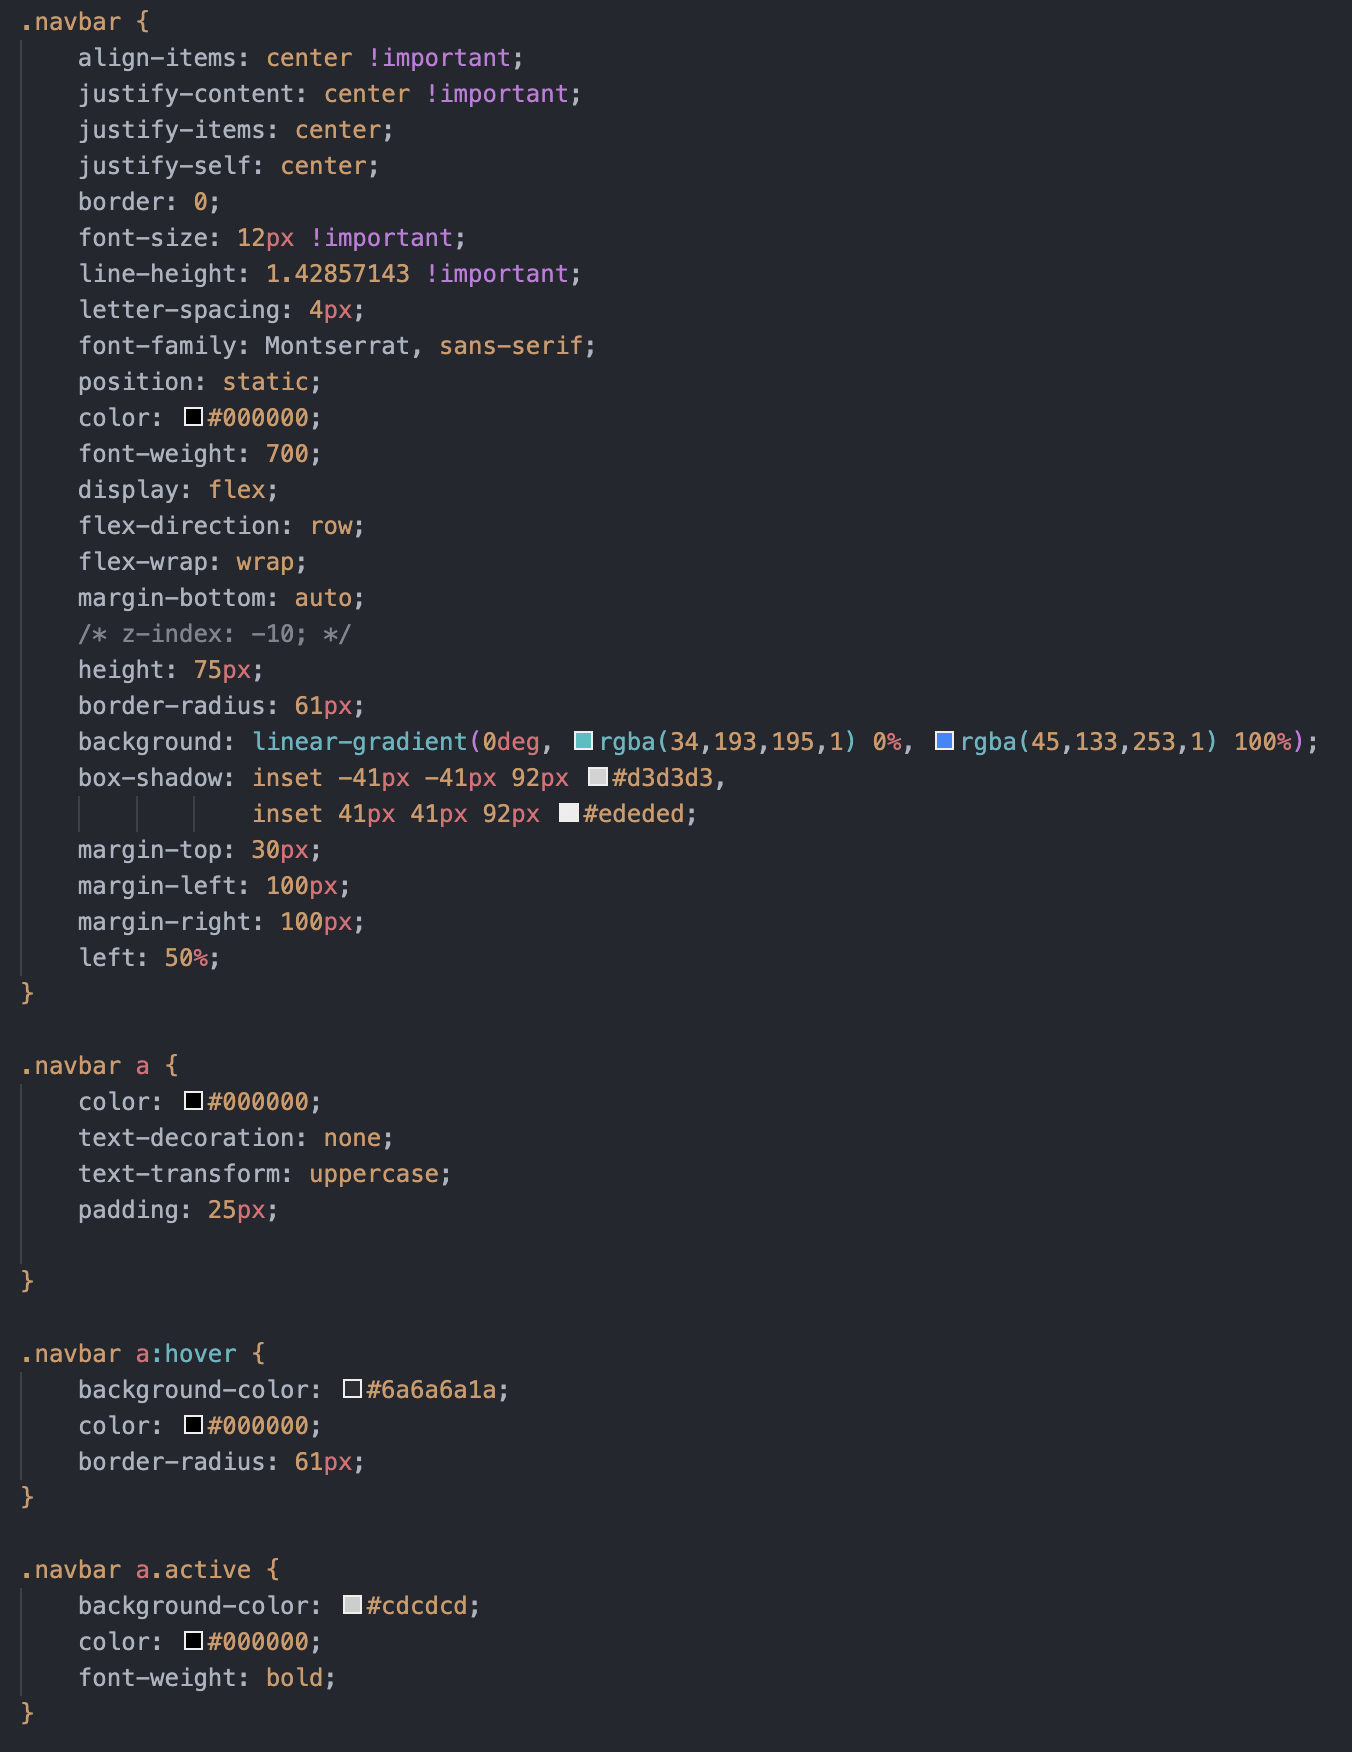 .navbar {
    align-items: center !important;
    justify-content: center !important;
    justify-items: center;
    justify-self: center;
    border: 0;
    font-size: 12px !important;
    line-height: 1.42857143 !important;
    letter-spacing: 4px;
    font-family: Montserrat, sans-serif;
    position: static;
    color: #000000;
    font-weight: 700;
    display: flex;
    flex-direction: row;
    flex-wrap: wrap;
    margin-bottom: auto;
    /* z-index: -10; */
    height: 75px;
    border-radius: 61px;
    background: linear-gradient(0deg, rgba(34,193,195,1) 0%, rgba(45,133,253,1) 100%);
    box-shadow: inset -41px -41px 92px #d3d3d3,
                inset 41px 41px 92px #ededed;
    margin-top: 30px;
    margin-left: 100px;
    margin-right: 100px;
    left: 50%;
}

.navbar a {
    color: #000000;
    text-decoration: none;
    text-transform: uppercase;
    padding: 25px;

}

.navbar a:hover {
    background-color: #6a6a6a1a;
    color: #000000;
    border-radius: 61px;
}

.navbar a.active {
    background-color: #cdcdcd;
    color: #000000;
    font-weight: bold;
}